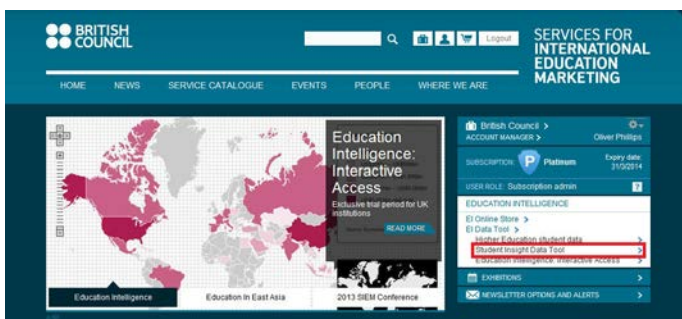 BRITISH
COUNCIL
Logout
SERVICES FOR
INTERNATIONAL
EDUCATION
MARKETING
HOME
NEWS
SERVICE CATALOGUE
EVENTS
PEOPLE
WHERE WE ARE
Education
Intelligence:
Interactive
Access
Exclusive trial period for UK
institutions
READ MORE
Education Intelligence
Education In East Asia
2013 SIEM Conference
British Council >
ACCOUNT MANAGER > Oliver Phillips
SUBSCRIPTION: P Platinum
Expiry date:
31/3/2014
USER ROLE: Subscription admin ?
EDUCATION INTELLIGENCE
EI Online Store >
EI Data Tool >
Higher Education student data >
Student Insight Data Tool >
Education Intelligence: Interactive Access >
EXHIBITIONS >
NEWSLETTER OPTIONS AND ALERTS >